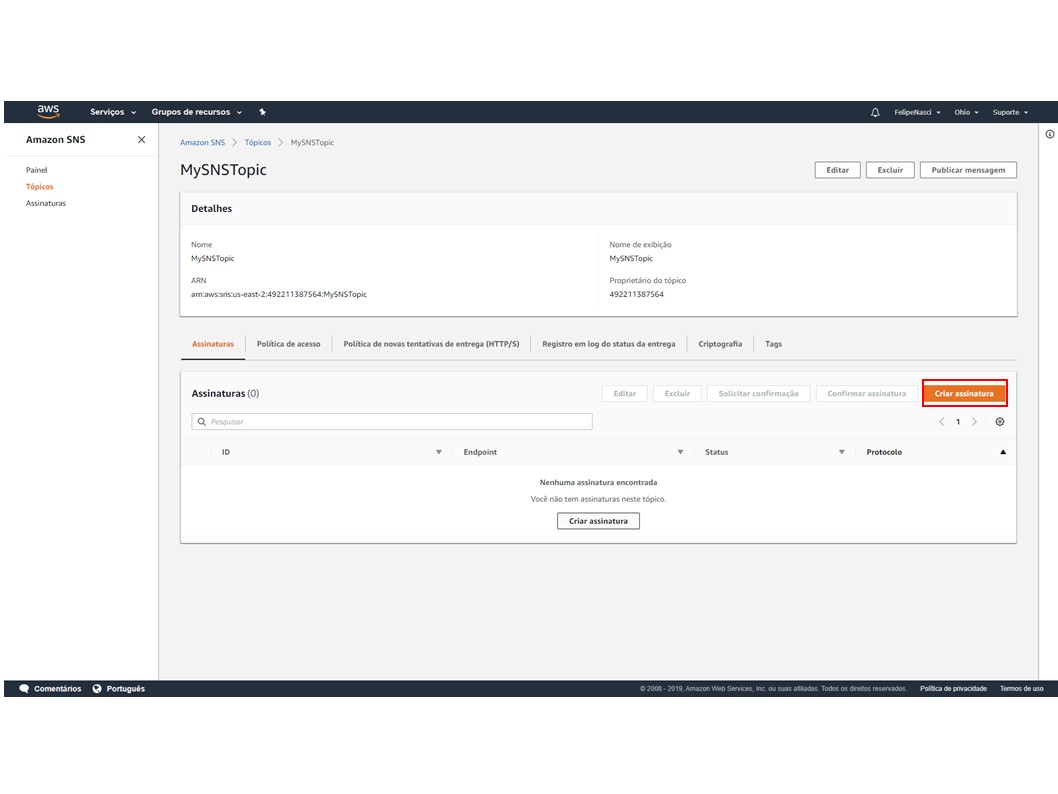 aws Serviços Grupos de recursos FelipeNasci Ohio Suporte
Amazon SNS
Painel
Tópicos
Assinaturas
Amazon SNS Tópicos MySNSTopic
MySNSTopic Editar Excluir Publicar mensagem
Detalhes
Nome Nome de exibição
MySNSTopic MySNSTopic
ARN Proprietário do tópico
arn:aws:sns:us-east-2:492211387564:MySNSTopic 492211387564
Assinaturas Política de acesso Política de novas tentativas de entrega (HTTP/S) Registro em log do status da entrega Criptografia Tags
Assinaturas (0) Editar Excluir Solicitar confirmação Confirmar assinatura Criar assinatura
Pesquisar 1
ID Endpoint Status Protocolo
Nenhuma assinatura encontrada
Você não tem assinaturas neste tópico.
Criar assinatura
Comentários Português © 2008 - 2019, Amazon Web Services, Inc. ou suas afiliadas. Todos os direitos reservados. Política de privacidade Termos de uso